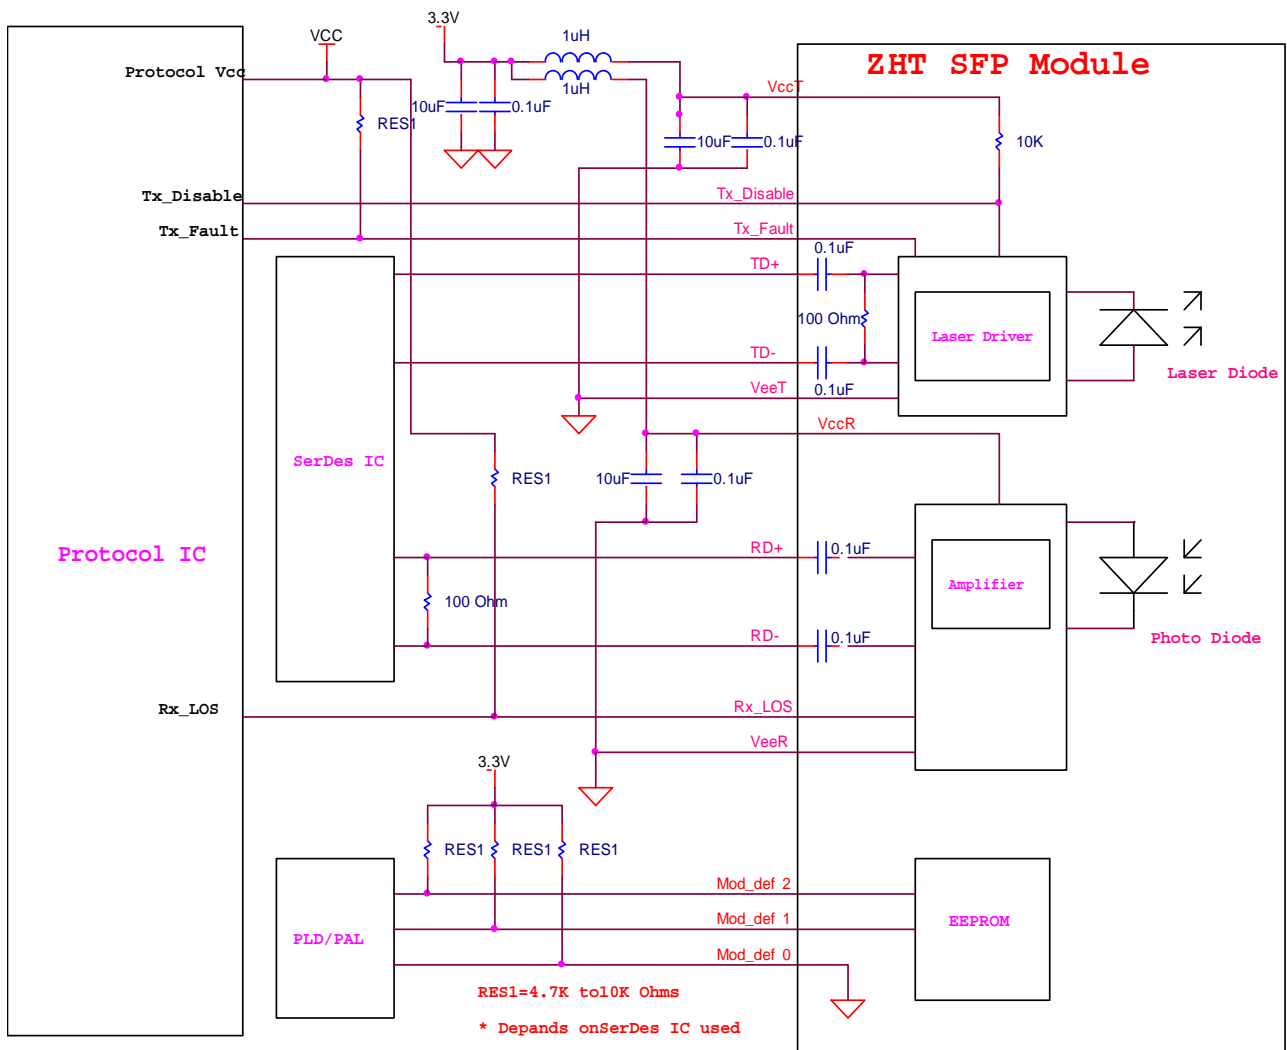 3.3V
VCC
1uH
ZHT SFP Module
Protocol Vcc
1uH
VccT
10uF
0.1uF
RES1
10uF
0.1uF
10K
Tx_Disable
Tx_Disable
Tx_Fault
Tx_Fault
0.1uF
TD+
100 Ohm
Laser Driver
TD-
Laser Diode
VeeT
0.1uF
VccR
SerDes IC
RES1
10uF
0.1uF
Protocol IC
RD+
0.1uF
Amplifier
100 Ohm
RD-
0.1uF
Photo Diode
Rx_LOS
Rx_LOS
VeeR
3.3V
RES1
RES1
RES1
Mod_def 2
Mod_def 1
EEPROM
PLD/PAL
Mod_def 0
RES1=4.7K to10K Ohms
* Depands onSerDes IC used